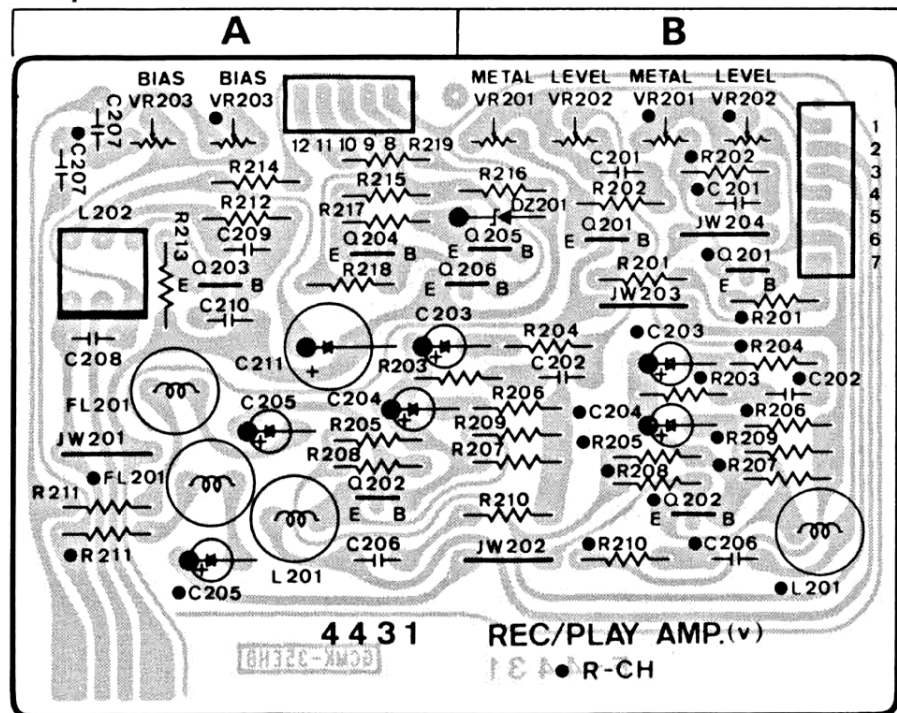 A B
BIAS BIAS METAL LEVEL METAL LEVEL
VR203 ●VR203 VR201 VR202 ●VR201 ●VR202
C207
●C207
12 11 10 9 8 R219
1
2
3
4
5
6
7
R214 R215 R216 C201 ●R202
L202 R212 R217 DZ201 R202 ●C201
R213 C209 Q204 Q205 Q201 JW204
E B E B E B
Q203 R218 Q206 R201 ●Q201
E B E B E B
C210 JW203
●R201
C208 C211 + C203 + R204 ●C203 ●R204
R203 C202 ●R203 ●C202
FL201 C205 + C204 + R206 ●C204 ●R206
R205 R209 ●R205 ●R209
JW201 R208 R207 ●R208 ●R207
●FL201 Q202 ●Q202
E B E B
R211 R210
●R211 L201 C206 JW202 ●R210 ●C206
+
●C205 ●L201
4431 REC/PLAY AMP.(v)
GCWK-35EHB 54431
● R-CH